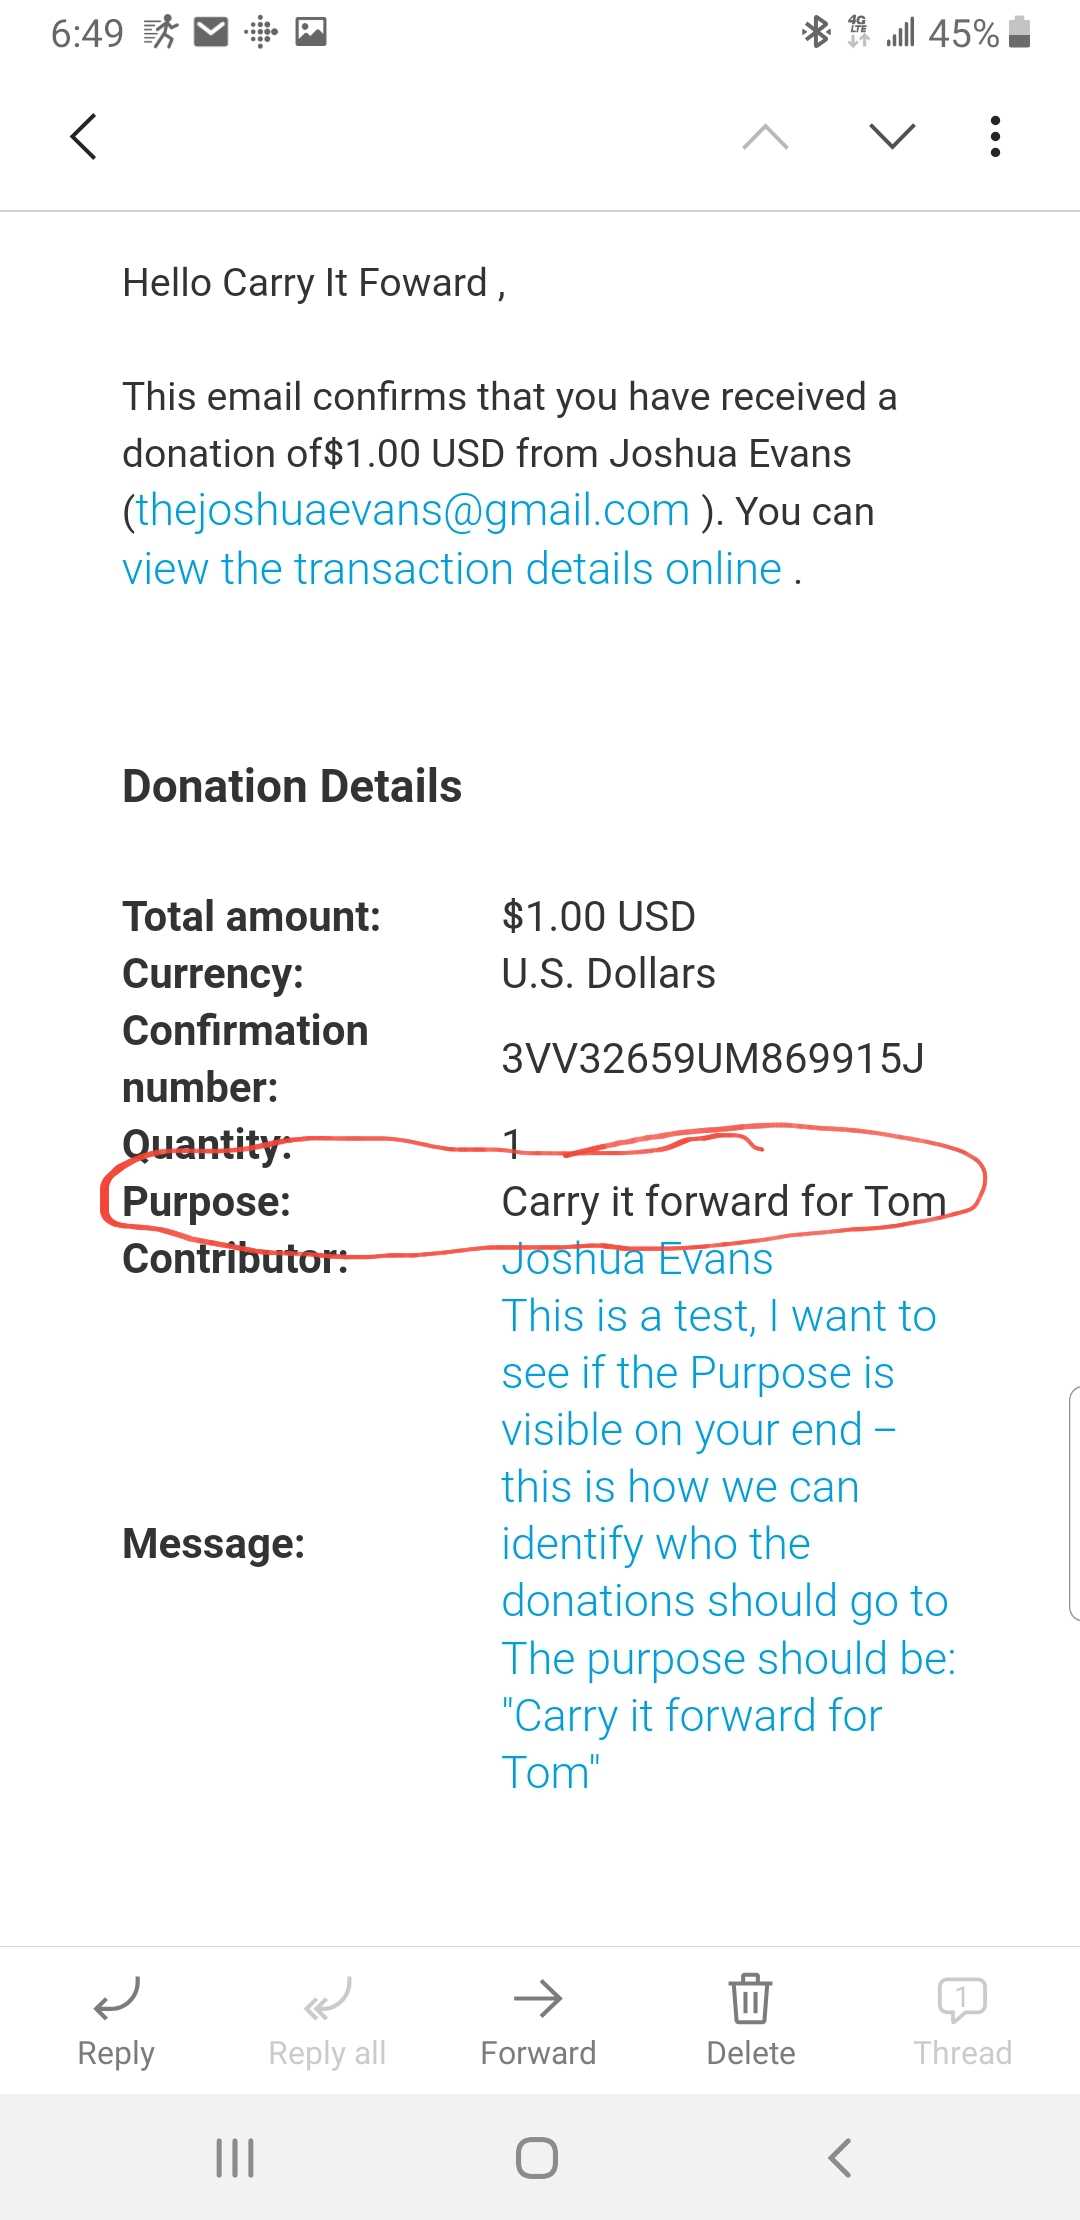 6:49 45%
4G LTE
Hello Carry It Foward ,
This email confirms that you have received a
donation of$1.00 USD from Joshua Evans
(thejoshuaevans@gmail.com ). You can
view the transaction details online .
Donation Details
Total amount: $1.00 USD
Currency: U.S. Dollars
Confirmation
number: 3VV32659UM869915J
Quantity: 1
Purpose: Carry it forward for Tom
Contributor: Joshua Evans
Message: This is a test, I want to
see if the Purpose is
visible on your end –
this is how we can
identify who the
donations should go to
The purpose should be:
"Carry it forward for
Tom"
Reply Reply all Forward Delete 1 Thread